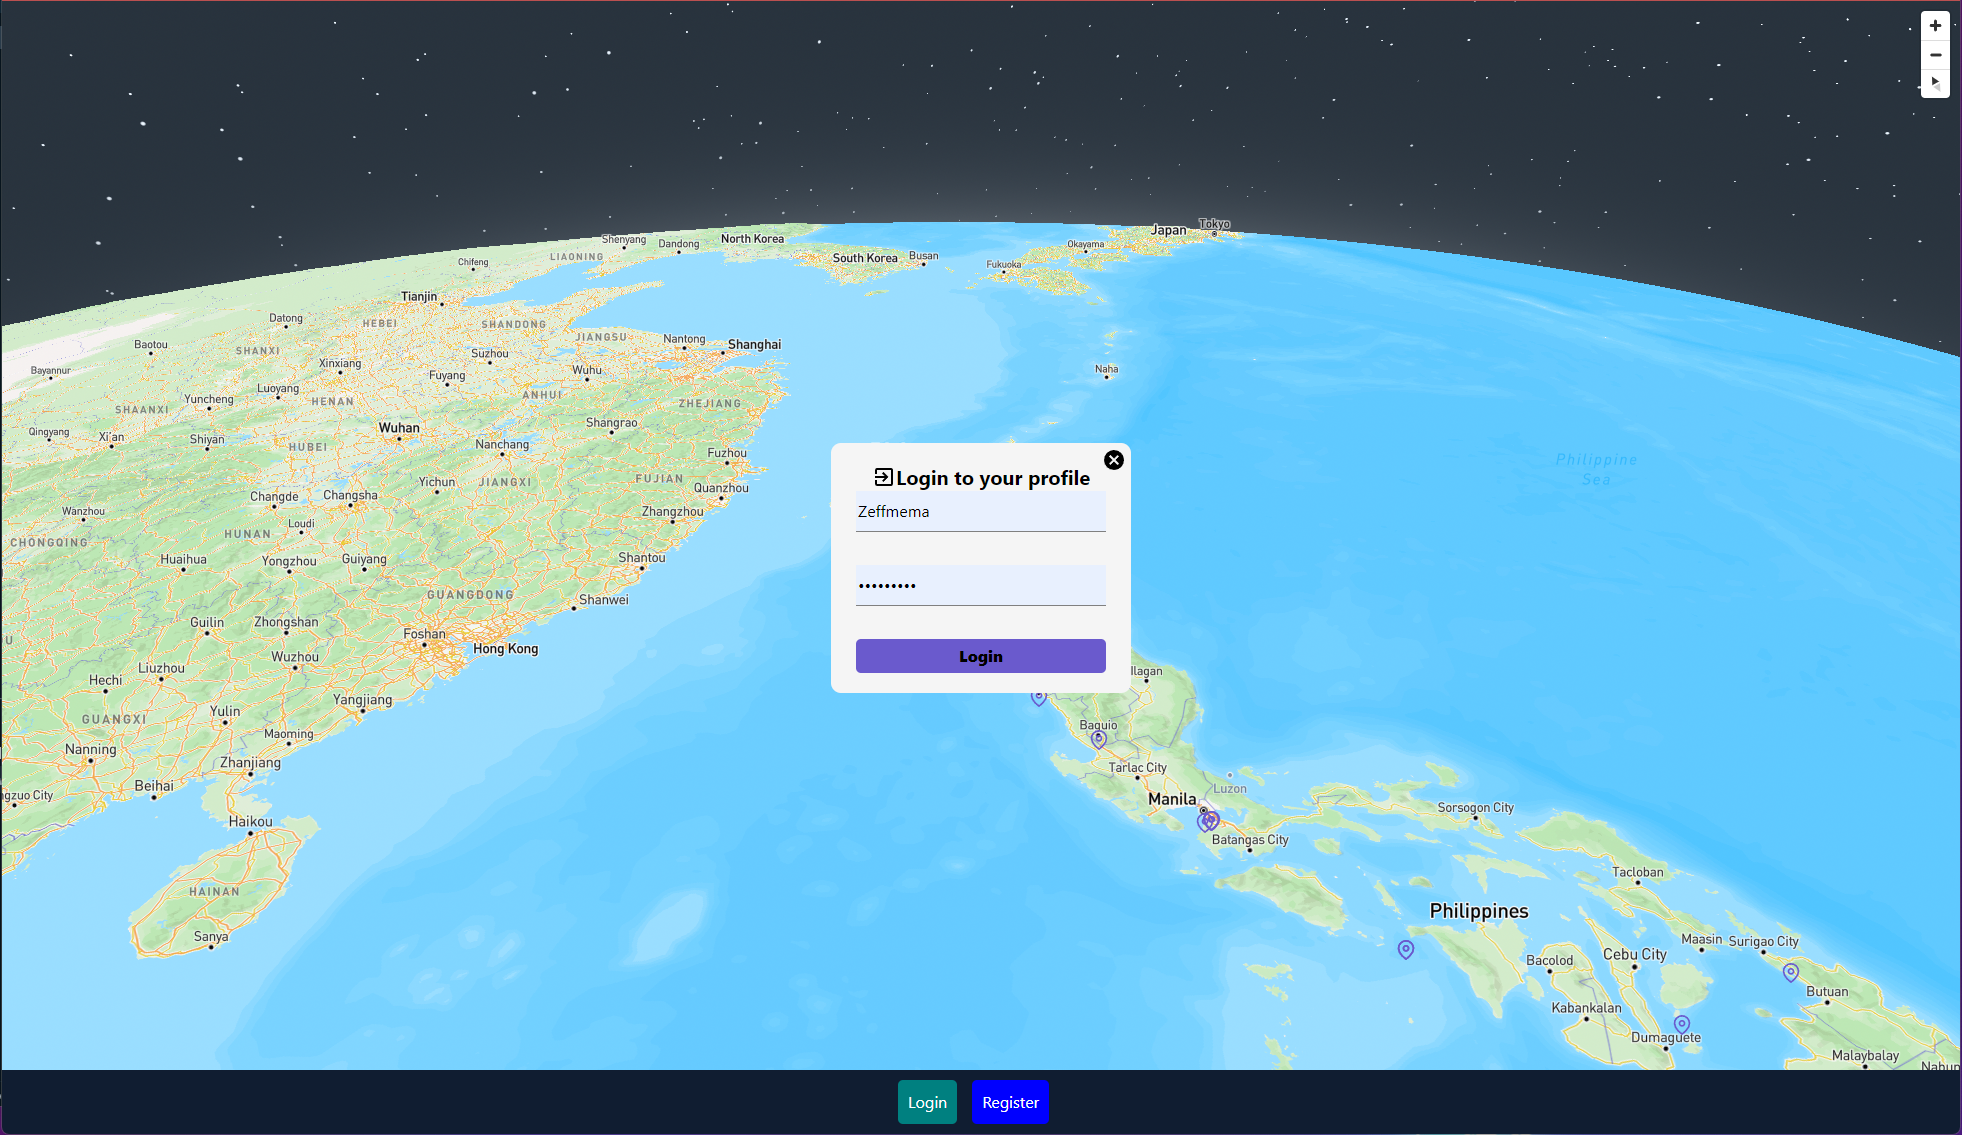 Tokyo
Japan
North Korea
Shenyang
Dandong
LIAONING
South Korea
Busan
Okayama
Fukuoka
Chifeng
Tianjin
Datong
HEBEI
SHANDONG
JIANGSU
Nantong
Shanghai
Baotou
SHANXI
Xinxiang
Suzhou
Bayannur
Luoyang
Fuyang
Wuhu
Naha
Yuncheng
HENAN
ANHUI
SHAANXI
ZHEJIANG
Qingyang
Xi'an
Shiyan
Wuhan
Shangrao
HUBEI
Nanchang
Fuzhou
Philippine
Sea
Yichun
JIANGXI
FUJIAN
Quanzhou
Changde
Changsha
Wanzhou
Loudi
Zhangzhou
CHONGQING
HUNAN
Huaihua
Yongzhou
Guiyang
Shantou
GUANGDONG
Shanwei
Guilin
Zhongshan
Foshan
Hong Kong
Wuzhou
Liuzhou
Hechi
Yangjiang
GUANGXI
Yulin
Maoming
Nanning
Zhanjiang
Beihai
ngzuo City
Haikou
HAINAN
Sanya
Login to your profile
Zeffmema
•••••••••
Login
Ilagan
Baguio
Tarlac City
Luzon
Manila
Sorsogon City
Batangas City
Tacloban
Philippines
Maasin
Surigao City
Bacolod
Cebu City
Butuan
Kabankalan
Dumaguete
Malaybalay
Nahun
Login
Register